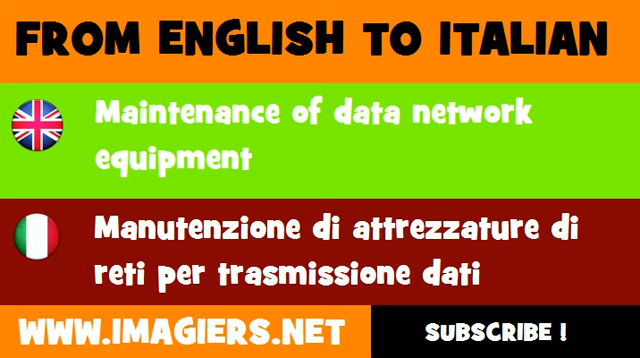 FROM ENGLISH TO ITALIAN
Maintenance of data network
equipment
Manutenzione di attrezzature di
reti per trasmissione dati
WWW.IMAGIERS.NET
SUBSCRIBE !